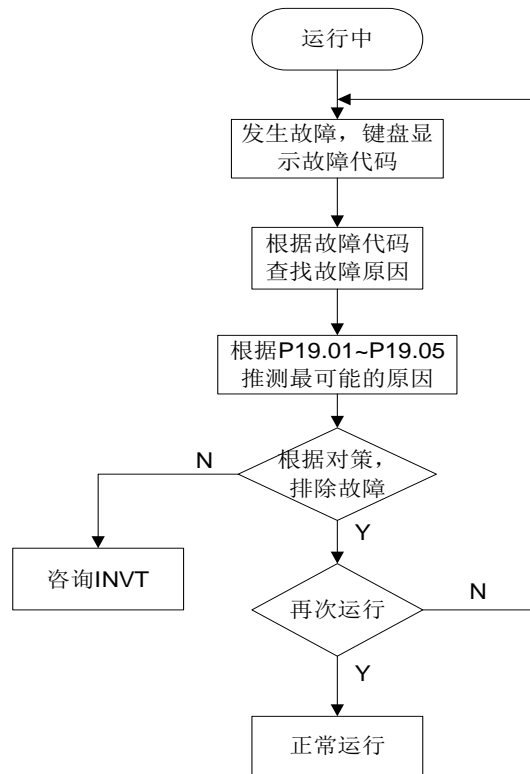 运行中
发生故障，键盘显
示故障代码
根据故障代码
查找故障原因
根据P19.01~P19.05
推测最可能的原因
根据对策，
排除故障
N
Y
咨询INVT
再次运行
N
Y
正常运行